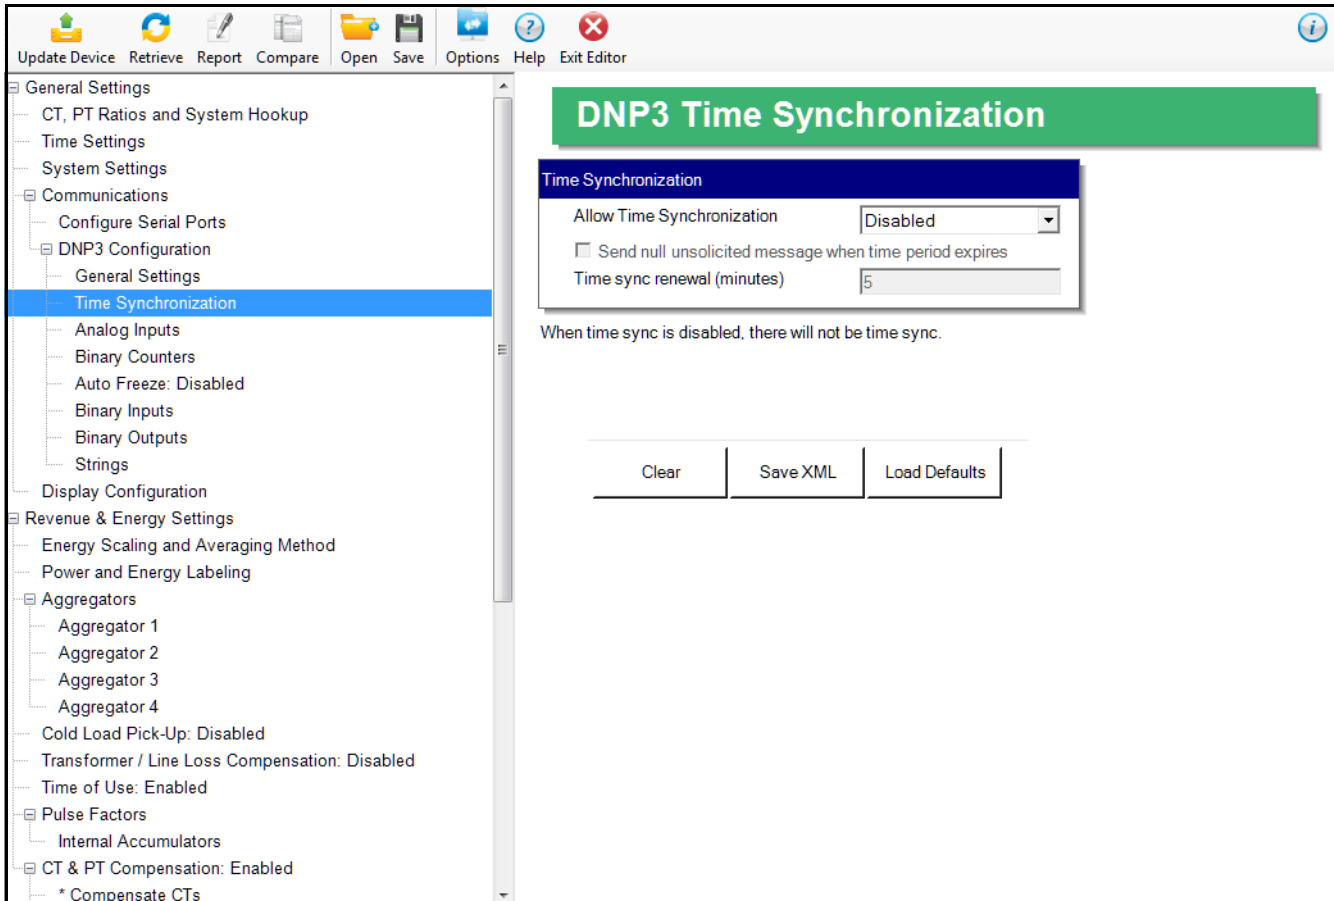 Update Device Retrieve Report Compare Open Save Options Help Exit Editor
General Settings
CT, PT Ratios and System Hookup
Time Settings
System Settings
Communications
Configure Serial Ports
DNP3 Configuration
General Settings
Time Synchronization
Analog Inputs
Binary Counters
Auto Freeze: Disabled
Binary Inputs
Binary Outputs
Strings
Display Configuration
Revenue & Energy Settings
Energy Scaling and Averaging Method
Power and Energy Labeling
Aggregators
Aggregator 1
Aggregator 2
Aggregator 3
Aggregator 4
Cold Load Pick-Up: Disabled
Transformer / Line Loss Compensation: Disabled
Time of Use: Enabled
Pulse Factors
Internal Accumulators
CT & PT Compensation: Enabled
* Compensate CTs
DNP3 Time Synchronization
Time Synchronization
Allow Time Synchronization Disabled
Send null unsolicited message when time period expires
Time sync renewal (minutes) 5
When time sync is disabled, there will not be time sync.
Clear Save XML Load Defaults